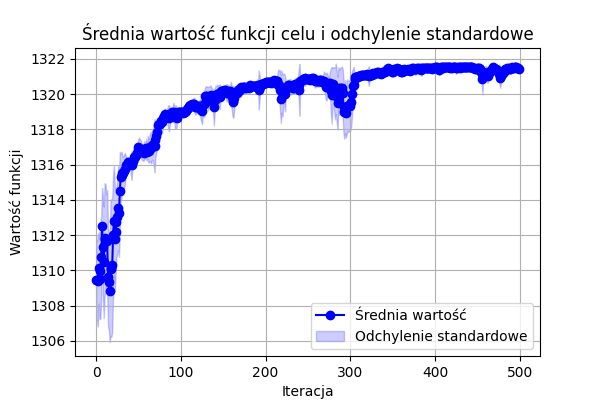 Średnia wartość funkcji celu i odchylenie standardowe
Wartość funkcji
1322
1320
1318
1316
1314
1312
1310
1308
1306
Średnia wartość
Odchylenie standardowe
0 100 200 300 400 500
Iteracja